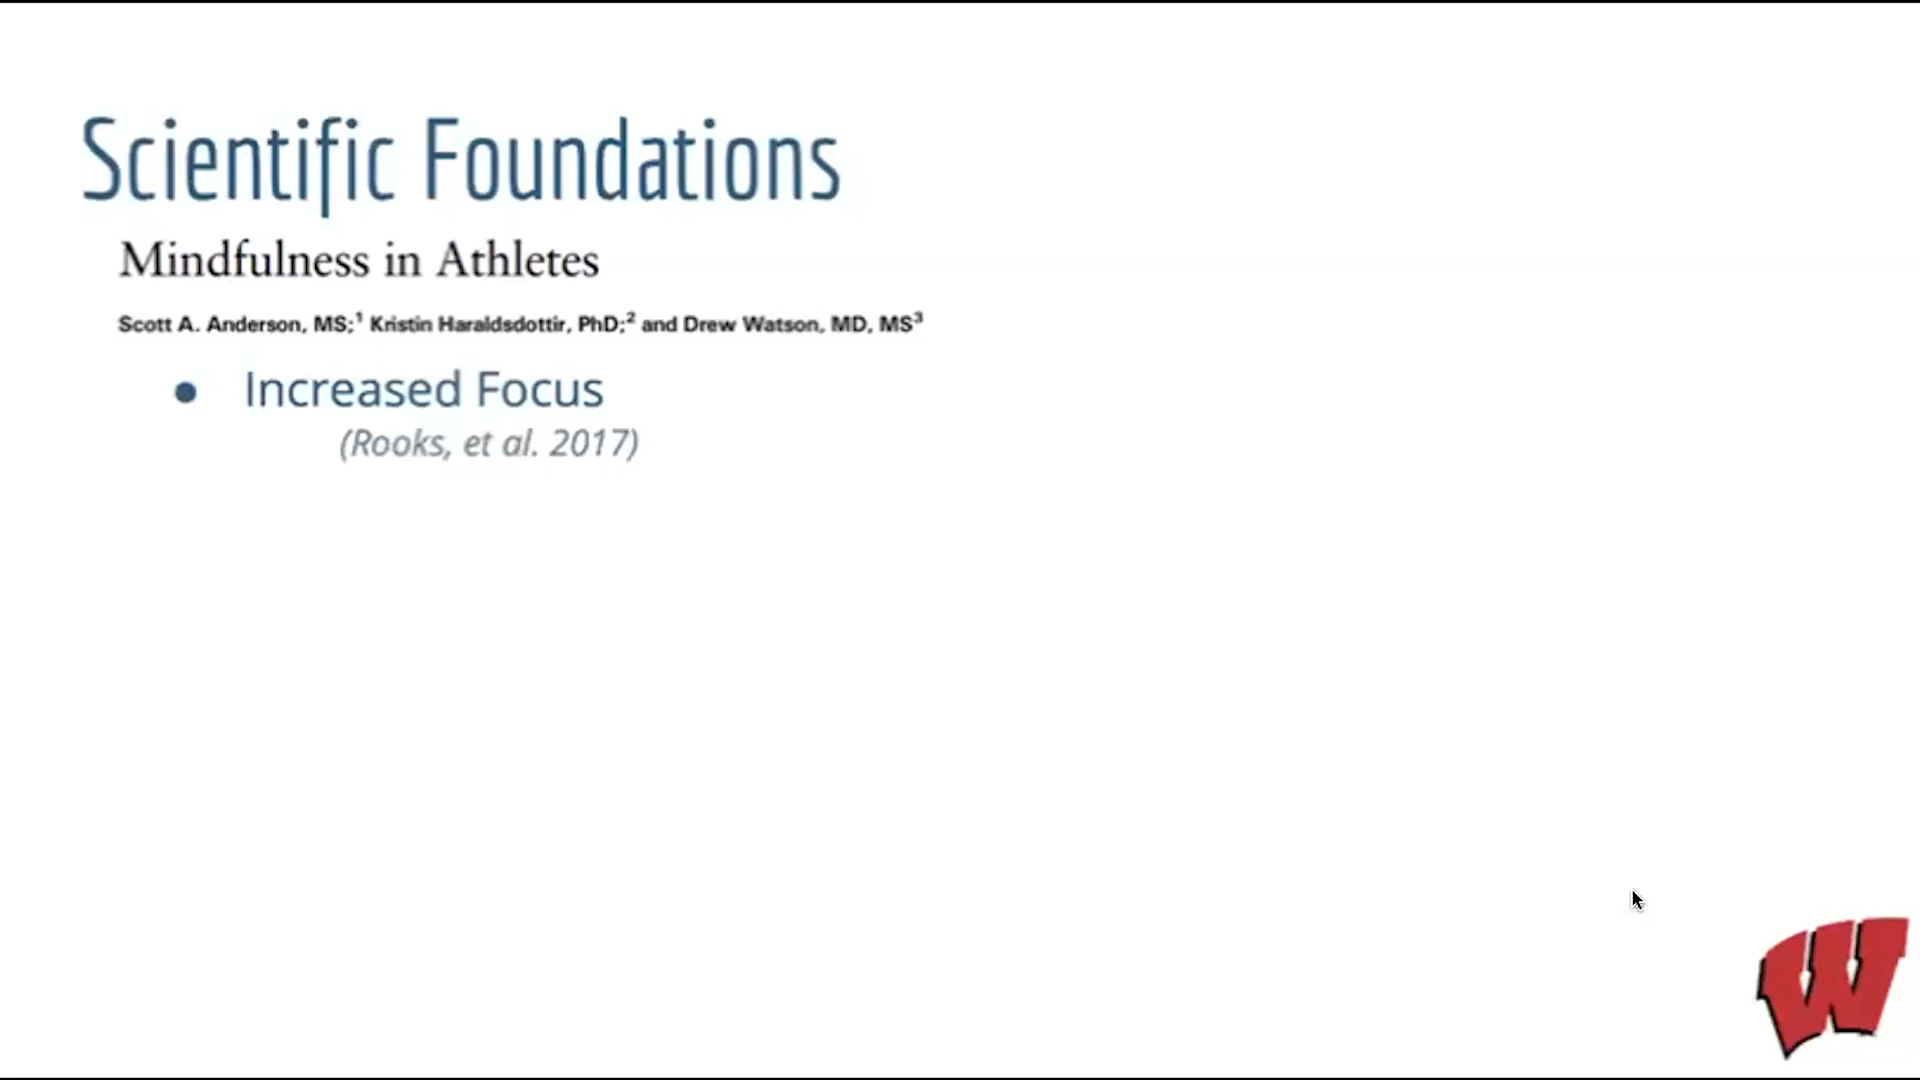 Scientific Foundations
Mindfulness in Athletes
Scott A. Anderson, MS;¹ Kristin Haraldsdottir, PhD;² and Drew Watson, MD, MS³
● Increased Focus
(Rooks, et al. 2017)
W